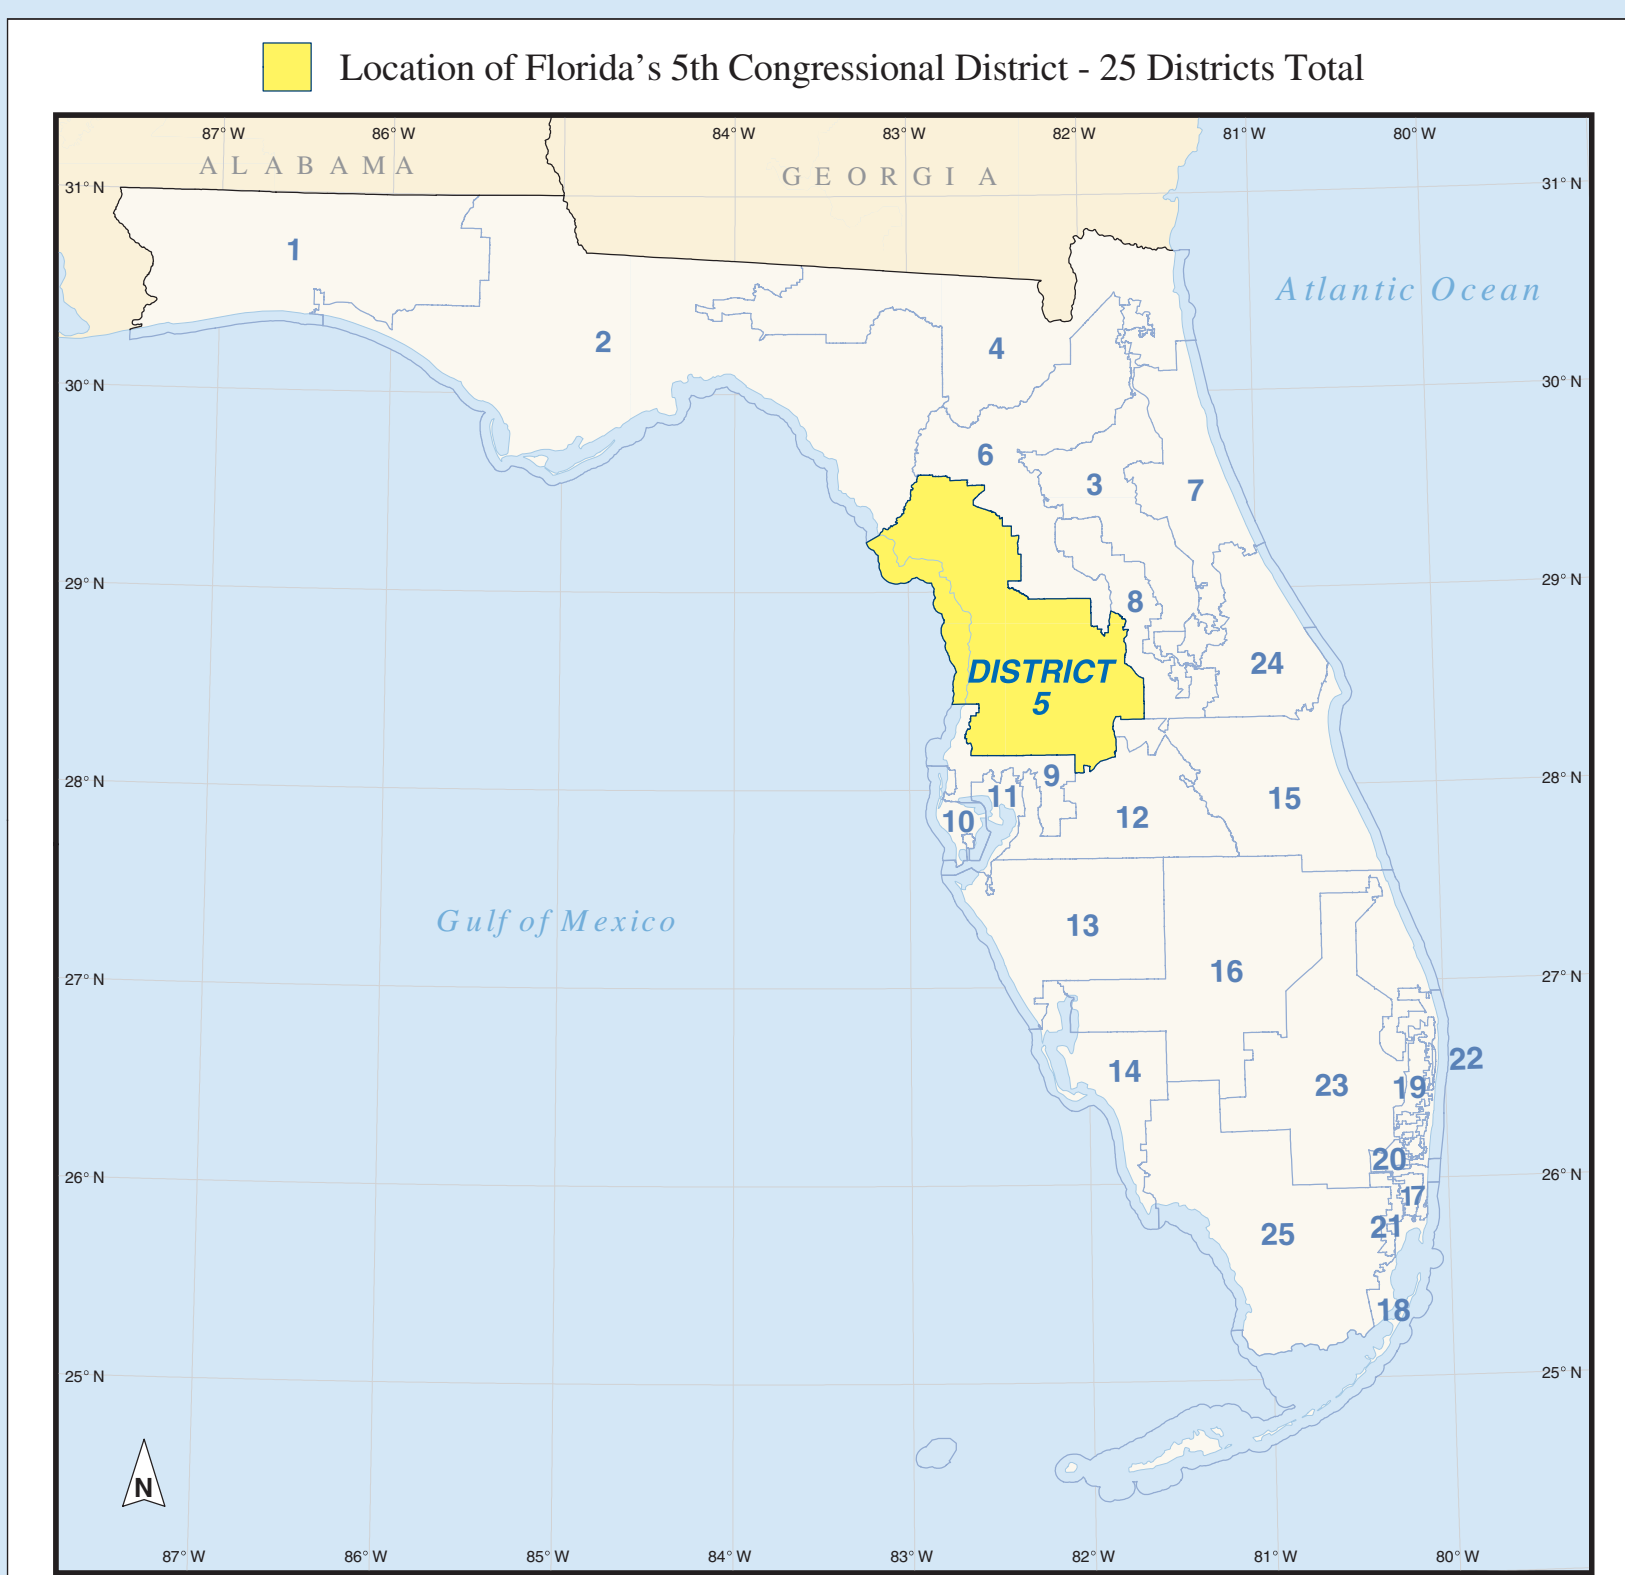 Location of Florida's 5th Congressional District - 25 Districts Total
87° W 86° W 84° W 83° W 82° W 81° W 80° W
ALABAMA
GEORGIA
31° N 31° N
1
Atlantic Ocean
2
4
30° N 30° N
6
3
7
29° N 29° N
8
24
DISTRICT
5
28° N 28° N
9
11
15
10
12
Gulf of Mexico
13
16
27° N 27° N
22
14
23
19
20
26° N 26° N
17
21
25
18
25° N 25° N
N
87° W 86° W 85° W 84° W 83° W 82° W 81° W 80° W